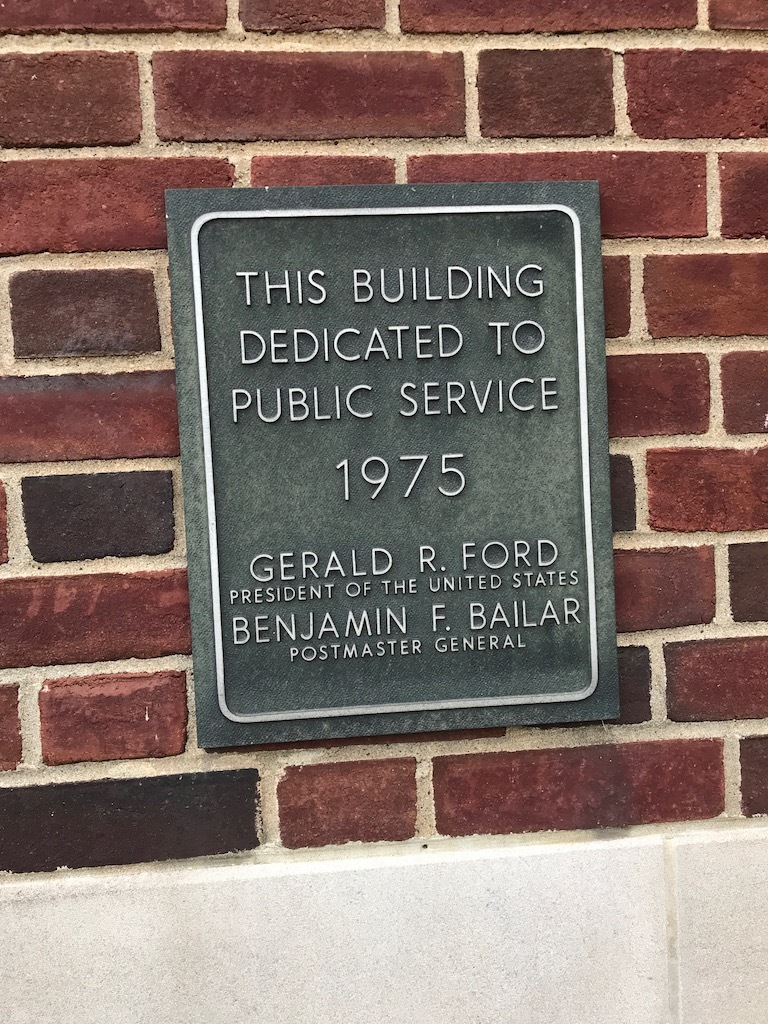 THIS BUILDING
DEDICATED TO
PUBLIC SERVICE
1975
GERALD R. FORD
PRESIDENT OF THE UNITED STATES
BENJAMIN F. BAILAR
POSTMASTER GENERAL